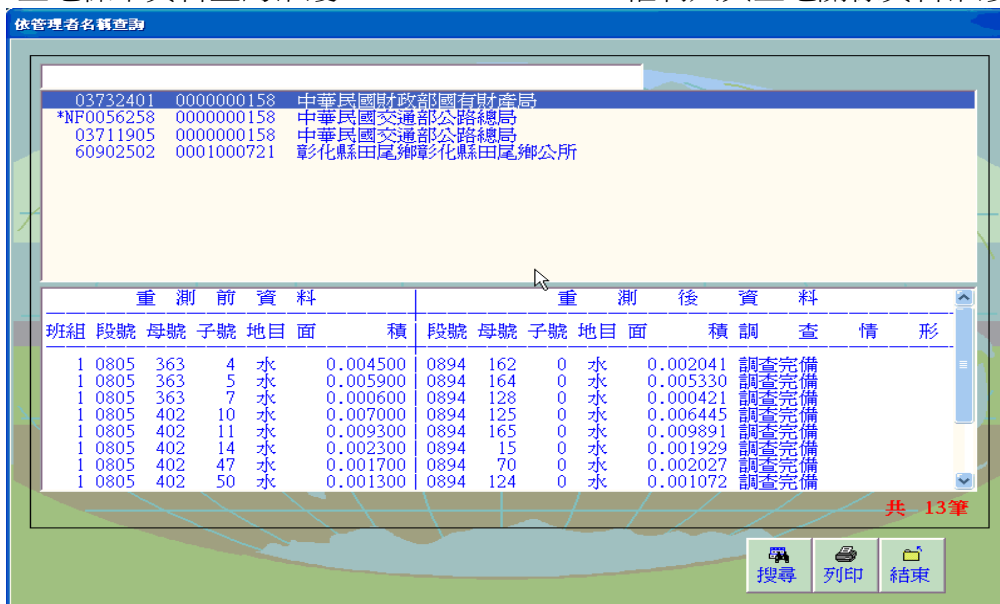 依管理者名稱查詢
03732401 0000000158 中華民國財政部國有財產局
*NF0056258 0000000158 中華民國交通部公路總局
03711905 0000000158 中華民國交通部公路總局
60902502 0001000721 彰化縣田尾鄉彰化縣田尾鄉公所
重 測 前 資 料 重 測 後 資 料
班組 段號 母號 子號 地目 面 積 段號 母號 子號 地目 面 積 調 查 情 形
1 0805 363 4 水 0.004500 0894 162 0 水 0.002041 調查完備
1 0805 363 5 水 0.005900 0894 164 0 水 0.005330 調查完備
1 0805 363 7 水 0.000600 0894 128 0 水 0.000421 調查完備
1 0805 402 10 水 0.007000 0894 125 0 水 0.006445 調查完備
1 0805 402 11 水 0.009300 0894 165 0 水 0.009891 調查完備
1 0805 402 14 水 0.002300 0894 15 0 水 0.001929 調查完備
1 0805 402 47 水 0.001700 0894 70 0 水 0.002027 調查完備
1 0805 402 50 水 0.001300 0894 124 0 水 0.001072 調查完備
共 13筆
搜尋 列印 結束